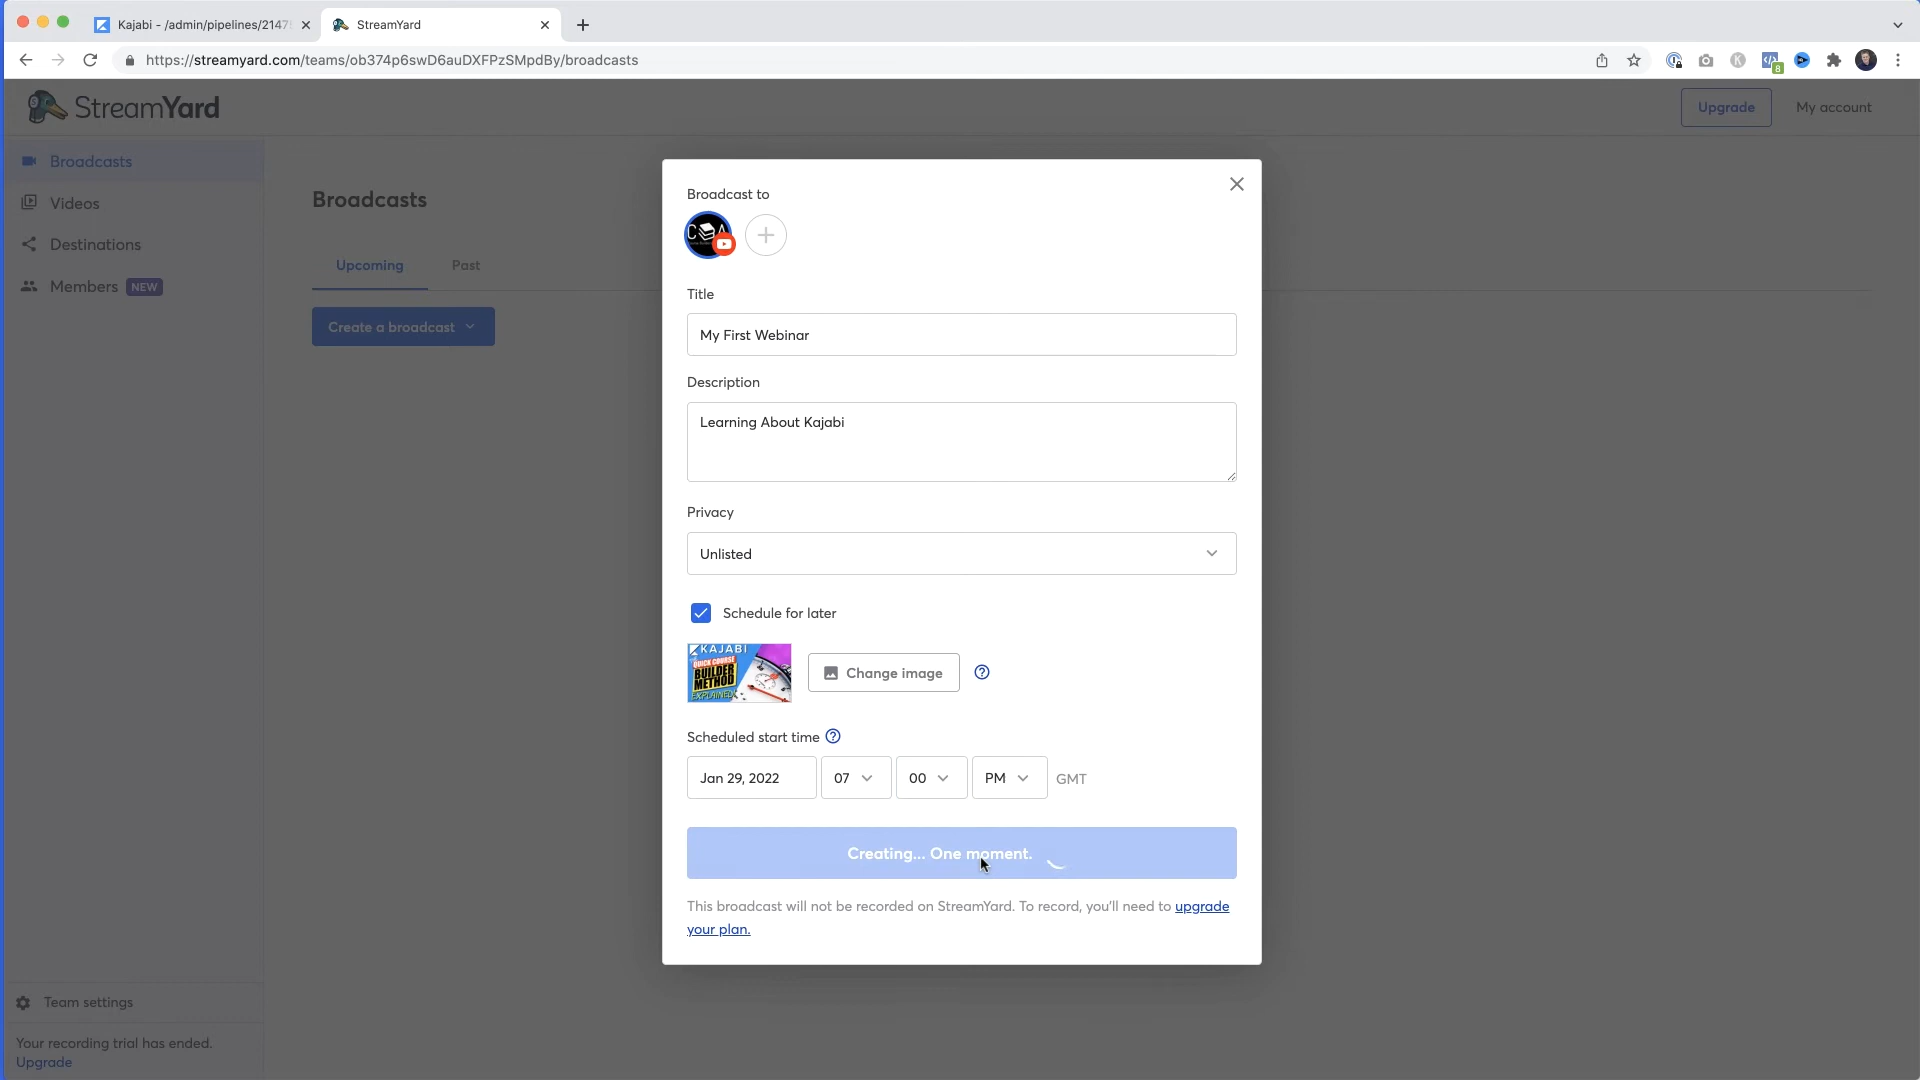 Kajabi - /admin/pipelines/2147
StreamYard
https://streamyard.com/teams/ob374p6swD6auDXFPzSMpdBy/broadcasts
8
StreamYard
Upgrade
My account
Broadcasts
Videos
Destinations
Members NEW
Broadcasts
Upcoming
Past
Create a broadcast
Broadcast to
Title
My First Webinar
Description
Learning About Kajabi
Privacy
Unlisted
Schedule for later
KAJABI
QUICK COURSE
BUILDER
METHOD
EXPLAINED
Change image
Scheduled start time
Jan 29, 2022
07
00
PM
GMT
Creating... One moment.
This broadcast will not be recorded on StreamYard. To record, you'll need to upgrade
your plan.
Team settings
Your recording trial has ended.
Upgrade